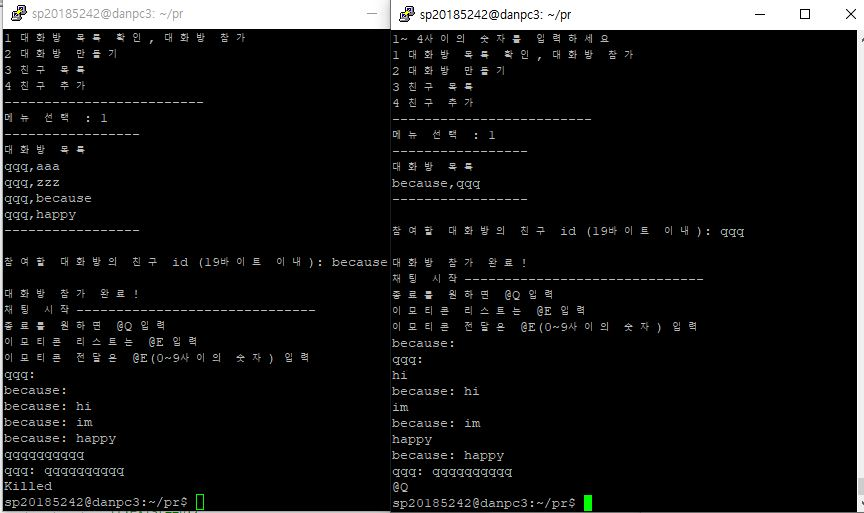 sp20185242@danpc3: ~/pr
1 대화방 목록 확인, 대화방 참가
2 대화방 만들기
3 친구 목록
4 친구 추가
-------------------------
메뉴 선택 : 1
-----------------
대화방 목록
qqq,aaa
qqq,zzz
qqq,because
qqq,happy
-----------------
참여할 대화방의 친구 id (19바이트 이내): because
대화방 참가 완료!
채팅 시작 ------------------------------
종료를 원하면 @Q 입력
이모티콘 리스트는 @E 입력
이모티콘 전달은 @E(0~9사이의 숫자) 입력
qqq:
because:
because: hi
because: im
because: happy
qqqqqqqqqq
qqq: qqqqqqqqqq
Killed
sp20185242@danpc3:~/pr$
sp20185242@danpc3: ~/pr
1~ 4사이의 숫자를 입력하세요
1 대화방 목록 확인, 대화방 참가
2 대화방 만들기
3 친구 목록
4 친구 추가
-------------------------
메뉴 선택 : 1
-----------------
대화방 목록
because,qqq
-----------------
참여할 대화방의 친구 id (19바이트 이내): qqq
대화방 참가 완료!
채팅 시작 ------------------------------
종료를 원하면 @Q 입력
이모티콘 리스트는 @E 입력
이모티콘 전달은 @E(0~9사이의 숫자) 입력
because:
qqq:
hi
because: hi
im
because: im
happy
because: happy
qqq: qqqqqqqqqq
@Q
sp20185242@danpc3:~/pr$